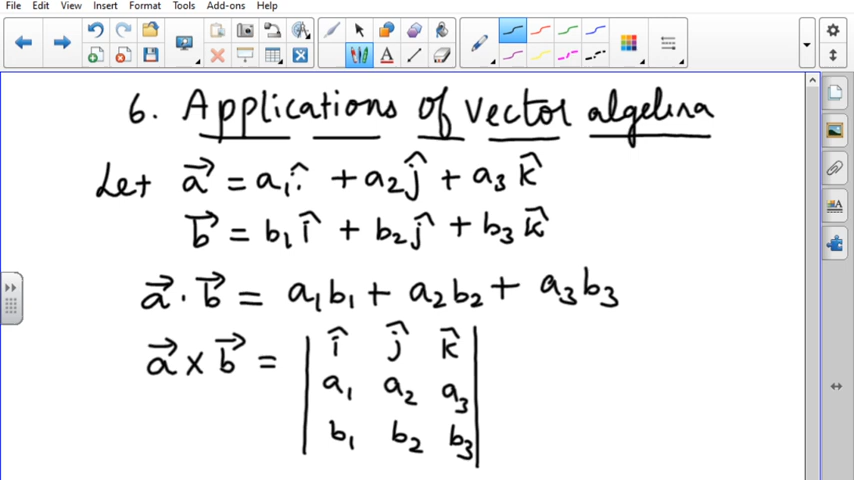 File Edit View Insert Format Tools Add-ons Help
6. Applications of vector algebra
Let a⃗ = a₁î + a₂ĵ + a₃k̂
b⃗ = b₁î + b₂ĵ + b₃k̂
a⃗ · b⃗ = a₁b₁ + a₂b₂ + a₃b₃
a⃗ × b⃗ = | î ĵ k̂ |
a₁ a₂ a₃
b₁ b₂ b₃